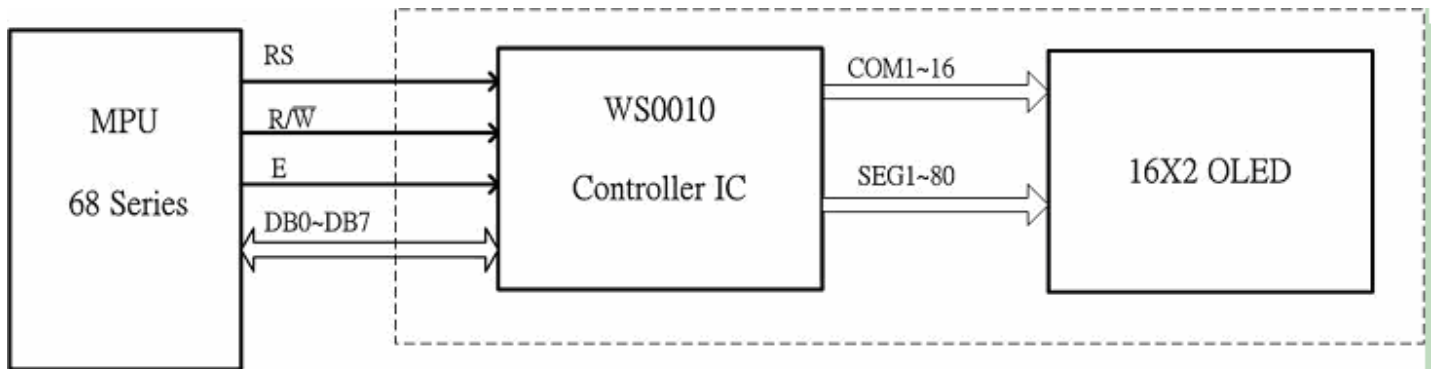 MPU
68 Series
RS
R/W̅
E
DB0~DB7
WS0010
Controller IC
COM1~16
SEG1~80
16X2 OLED